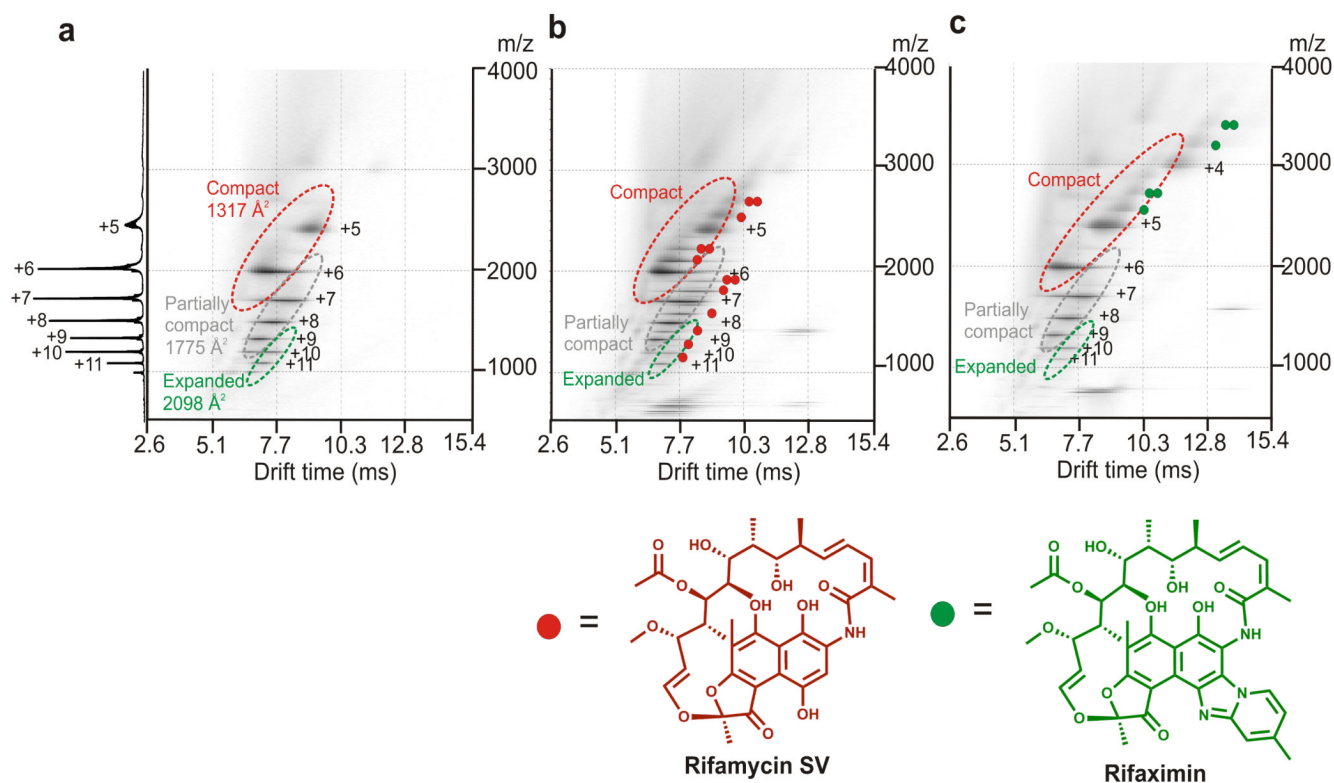 a
m/z
4000
3000
2000
1000
+5
+6
+7
+8
+9
+10
+11
Compact
1317 Å²
+5
+6
Partially
compact
1775 Å²
+7
+8
+9
+10
+11
Expanded
2098 Å²
2.6 5.1 7.7 10.3 12.8 15.4
Drift time (ms)
b
m/z
4000
3000
2000
1000
Compact
+5
+6
+7
Partially
compact
+8
+9
+10
+11
Expanded
2.6 5.1 7.7 10.3 12.8 15.4
Drift time (ms)
c
m/z
4000
3000
2000
1000
Compact
+4
+5
+6
+7
Partially
compact
+8
+9
+10
+11
Expanded
2.6 5.1 7.7 10.3 12.8 15.4
Drift time (ms)
=
HO
O
O
OH
O
OH
OH
O
NH
O
O
OH
O
O
Rifamycin SV
=
HO
O
O
OH
O
OH
OH
O
NH
O
O
N
N
O
O
Rifaximin